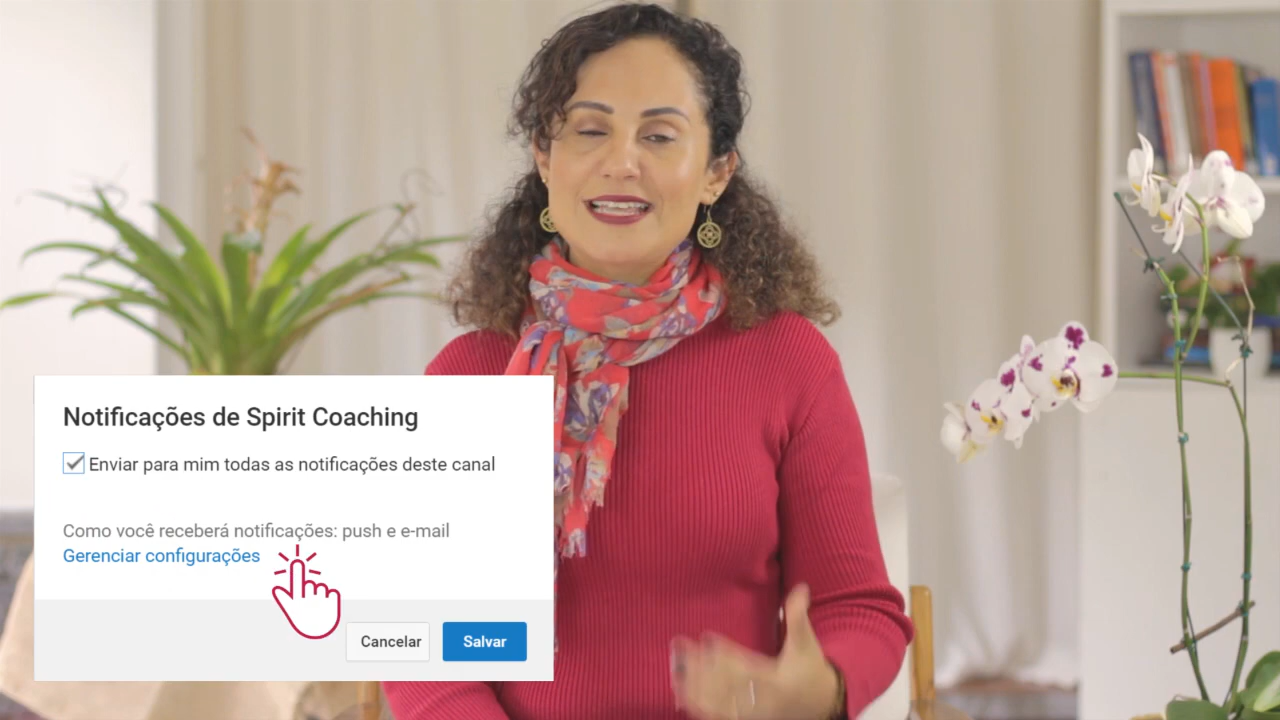 Notificações de Spirit Coaching
Enviar para mim todas as notificações deste canal
Como você receberá notificações: push e e-mail
Gerenciar configurações
Cancelar
Salvar